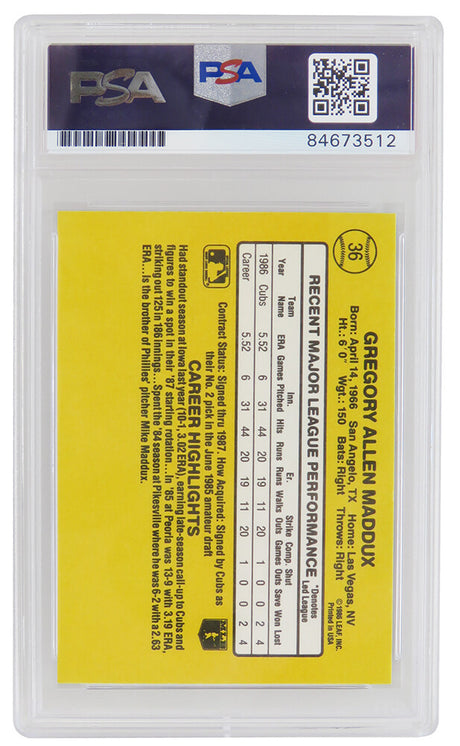 PSA
PSA
84673512
36
GREGORY ALLEN MADDUX
Born: April 14, 1966 San Angelo, TX Home: Las Vegas, NV
Ht.: 6'0" Wgt.: 150 Bats: Right Throws: Right
© 1986 LEAF, INC.
Printed in USA
RECENT MAJOR LEAGUE PERFORMANCE *Denotes Led League
Team Inn. Er. Strike Comp. Shut
Year Name ERA Games Pitched Hits Runs Runs Walks Outs Games Outs Save Won Lost
1986 Cubs 5.52 6 31 44 20 19 11 20 1 0 0 2 4
Career 5.52 6 31 44 20 19 11 20 1 0 0 2 4
Contract Status: Signed thru 1987. How Acquired: Signed by Cubs as
their No. 2 pick in the June 1985 amateur draft
CAREER HIGHLIGHTS
Had standout season at Iowa last year (10-1, 3.02 ERA), earning late-season call-up to Cubs and
figures to win a spot in their '87 starting rotation...in '85 at Peoria was 13-9 with 3.19 ERA,
striking out 125 in 186 innings...opened the '84 season at Pikesville where he was 6-2 with a 2.63
ERA...Is the brother of Phillies' pitcher Mike Maddux.